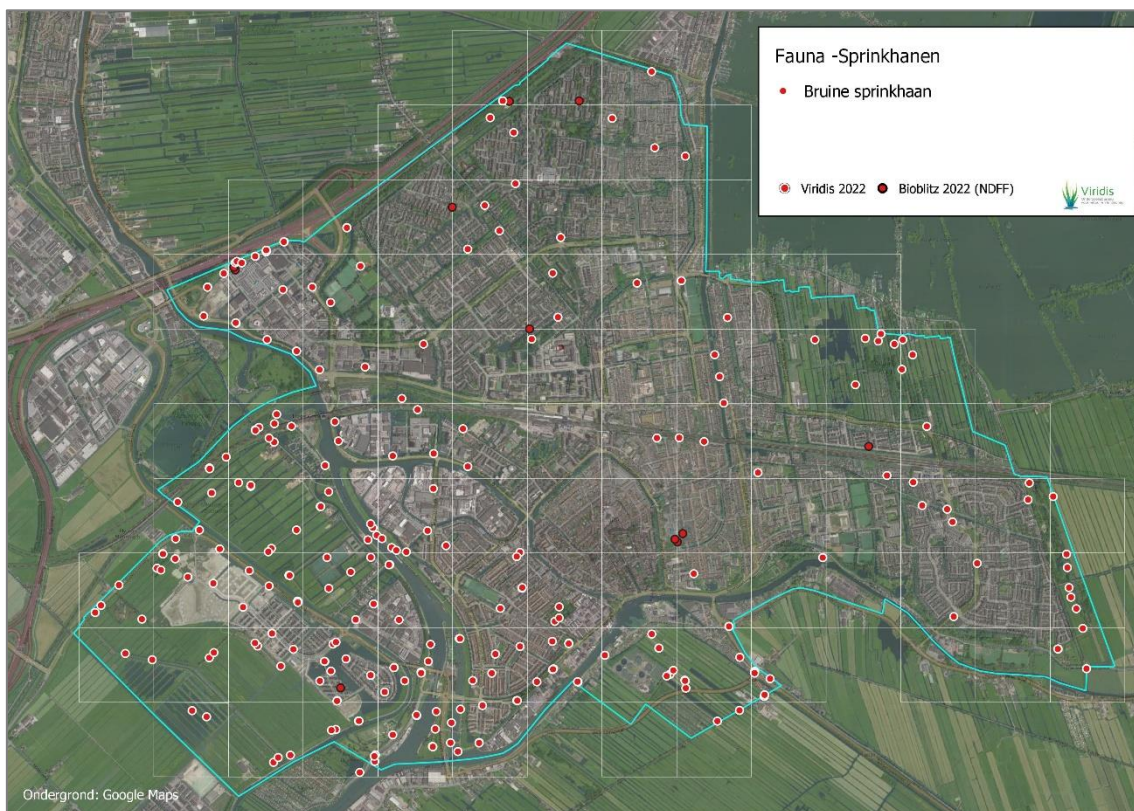 Fauna -Sprinkhanen
Bruine sprinkhaan
Viridis 2022
Bioblitz 2022 (NDFF)
Viridis
Ondergrond: Google Maps